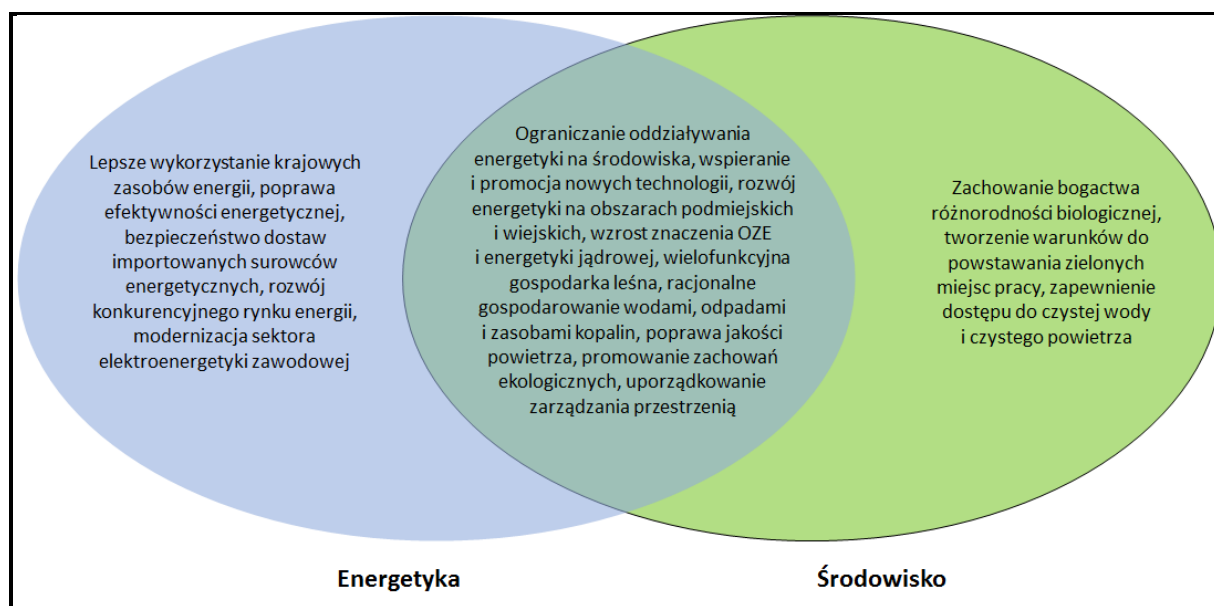 Lepsze wykorzystanie krajowych
zasobów energii, poprawa
efektywności energetycznej,
bezpieczeństwo dostaw
importowanych surowców
energetycznych, rozwój
konkurencyjnego rynku energii,
modernizacja sektora
elektroenergetyki zawodowej
Ograniczanie oddziaływania
energetyki na środowiska, wspieranie
i promocja nowych technologii, rozwój
energetyki na obszarach podmiejskich
i wiejskich, wzrost znaczenia OZE
i energetyki jądrowej, wielofunkcyjna
gospodarka leśna, racjonalne
gospodarowanie wodami, odpadami
i zasobami kopalin, poprawa jakości
powietrza, promowanie zachowań
ekologicznych, uporządkowanie
zarządzania przestrzenią
Zachowanie bogactwa
różnorodności biologicznej,
tworzenie warunków do
powstawania zielonych
miejsc pracy, zapewnienie
dostępu do czystej wody
i czystego powietrza
Energetyka
Środowisko